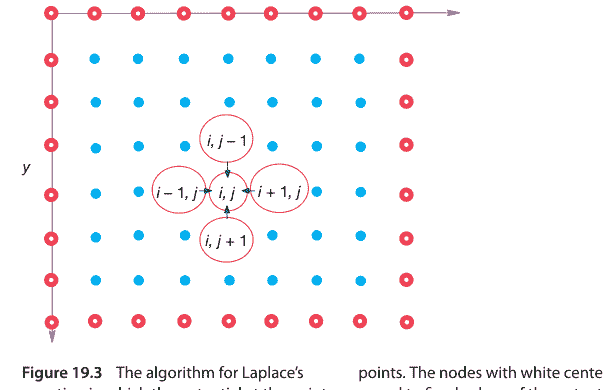 i, j – 1
y
i – 1, j
i, j
i + 1, j
i, j + 1
Figure 19.3 The algorithm for Laplace's
points. The nodes with white cente